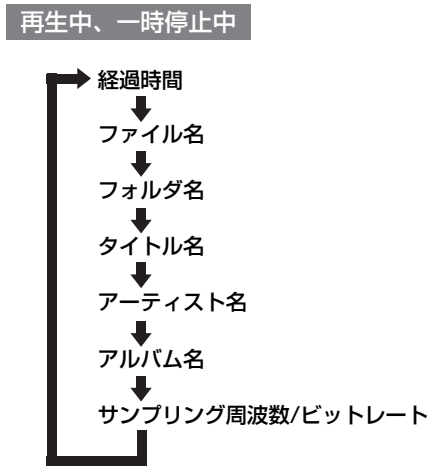 再生中、一時停止中
経過時間
ファイル名
フォルダ名
タイトル名
アーティスト名
アルバム名
サンプリング周波数/ビットレート